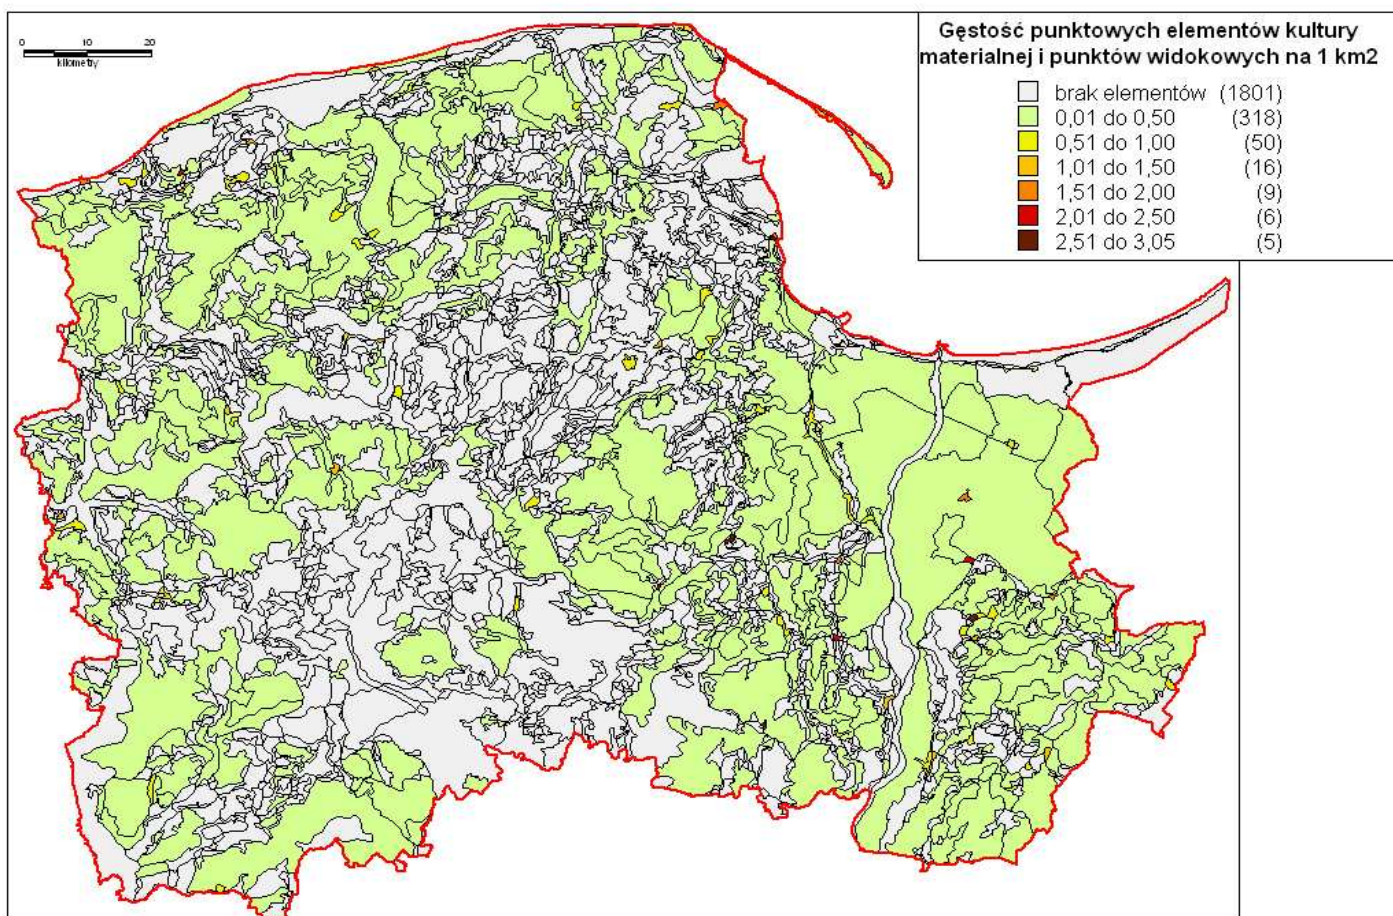 0 10 20
kilometry
Gęstość punktowych elementów kultury
materialnej i punktów widokowych na 1 km2
brak elementów (1801)
0,01 do 0,50 (318)
0,51 do 1,00 (50)
1,01 do 1,50 (16)
1,51 do 2,00 (9)
2,01 do 2,50 (6)
2,51 do 3,05 (5)